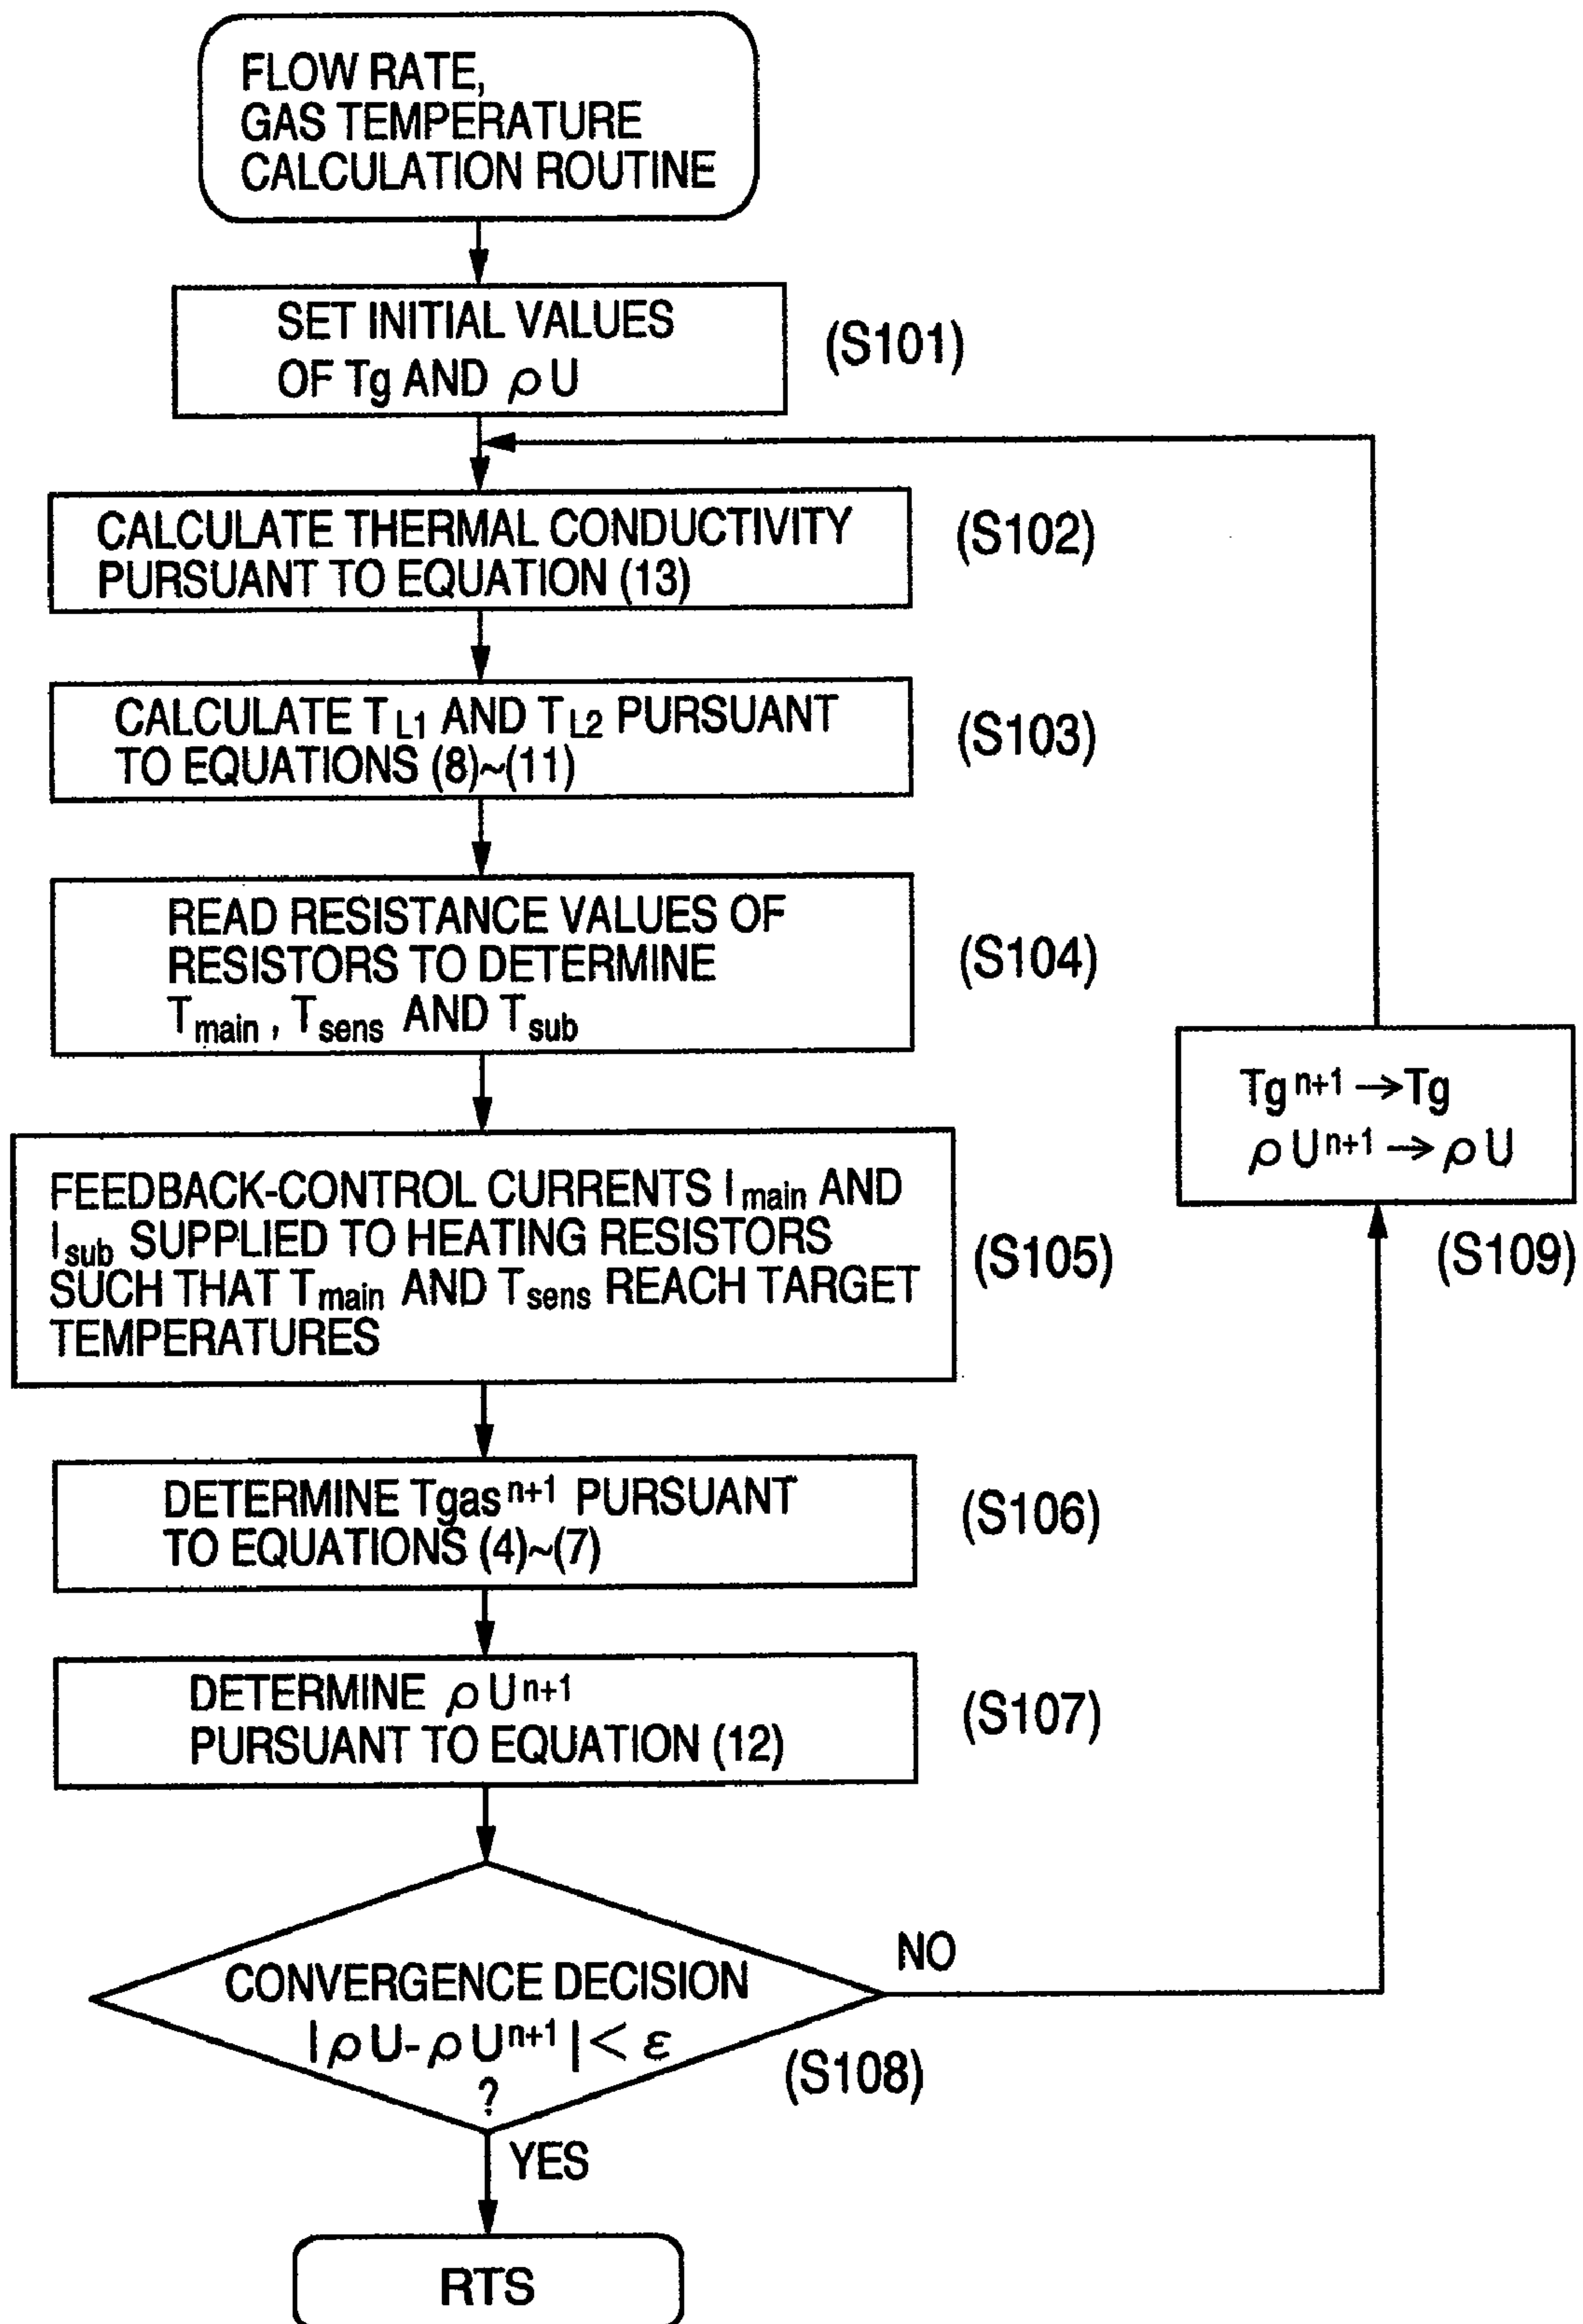 FLOW RATE,
GAS TEMPERATURE
CALCULATION ROUTINE
SET INITIAL VALUES
OF Tg AND ρU
(S101)
CALCULATE THERMAL CONDUCTIVITY
PURSUANT TO EQUATION (13)
(S102)
CALCULATE T L1 AND T L2 PURSUANT
TO EQUATIONS (8)~(11)
(S103)
READ RESISTANCE VALUES OF
RESISTORS TO DETERMINE
Tmain , Tsens AND Tsub
(S104)
FEEDBACK-CONTROL CURRENTS Imain AND
Isub SUPPLIED TO HEATING RESISTORS
SUCH THAT Tmain AND Tsens REACH TARGET
TEMPERATURES
(S105)
DETERMINE Tgas n+1 PURSUANT
TO EQUATIONS (4)~(7)
(S106)
DETERMINE ρU n+1
PURSUANT TO EQUATION (12)
(S107)
CONVERGENCE DECISION
|ρU-ρU n+1|< ε
?
(S108)
NO
Tg n+1 →Tg
ρU n+1 → ρU
(S109)
YES
RTS